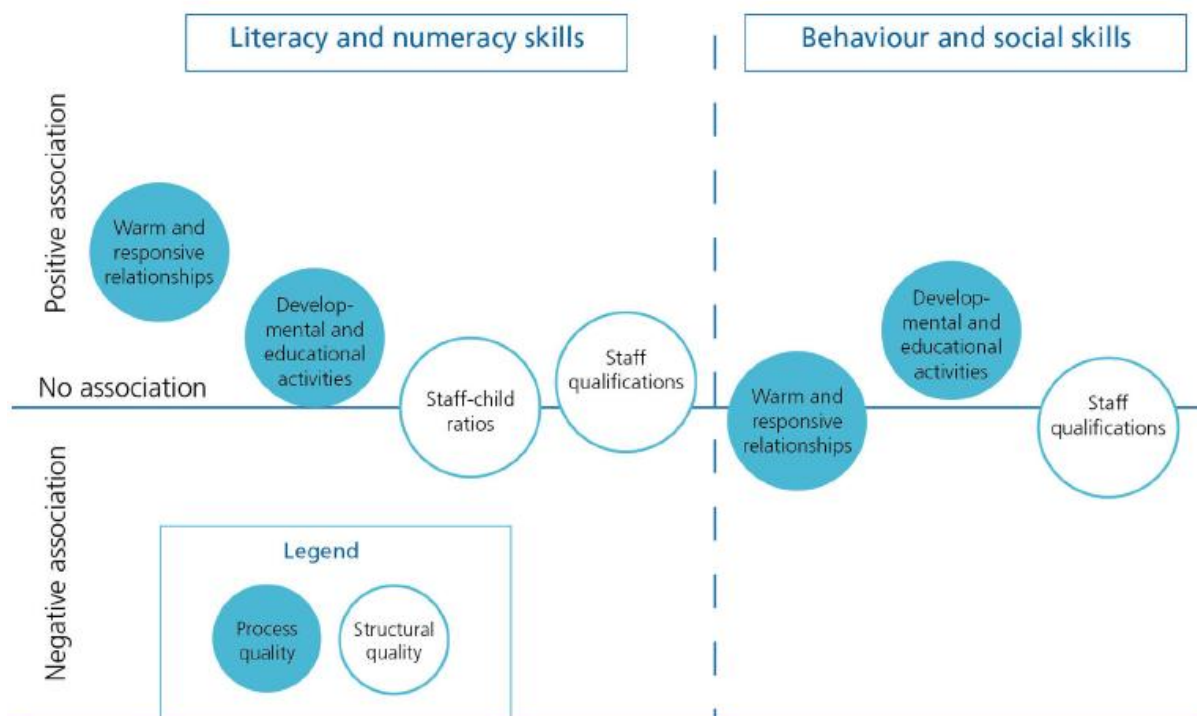 Literacy and numeracy skills
Behaviour and social skills
Positive association
Warm and
responsive
relationships
Develop-
mental and
educational
activities
Staff-child
ratios
Staff
qualifications
Warm and
responsive
relationships
Develop-
mental and
educational
activities
Staff
qualifications
No association
Negative association
Legend
Process
quality
Structural
quality